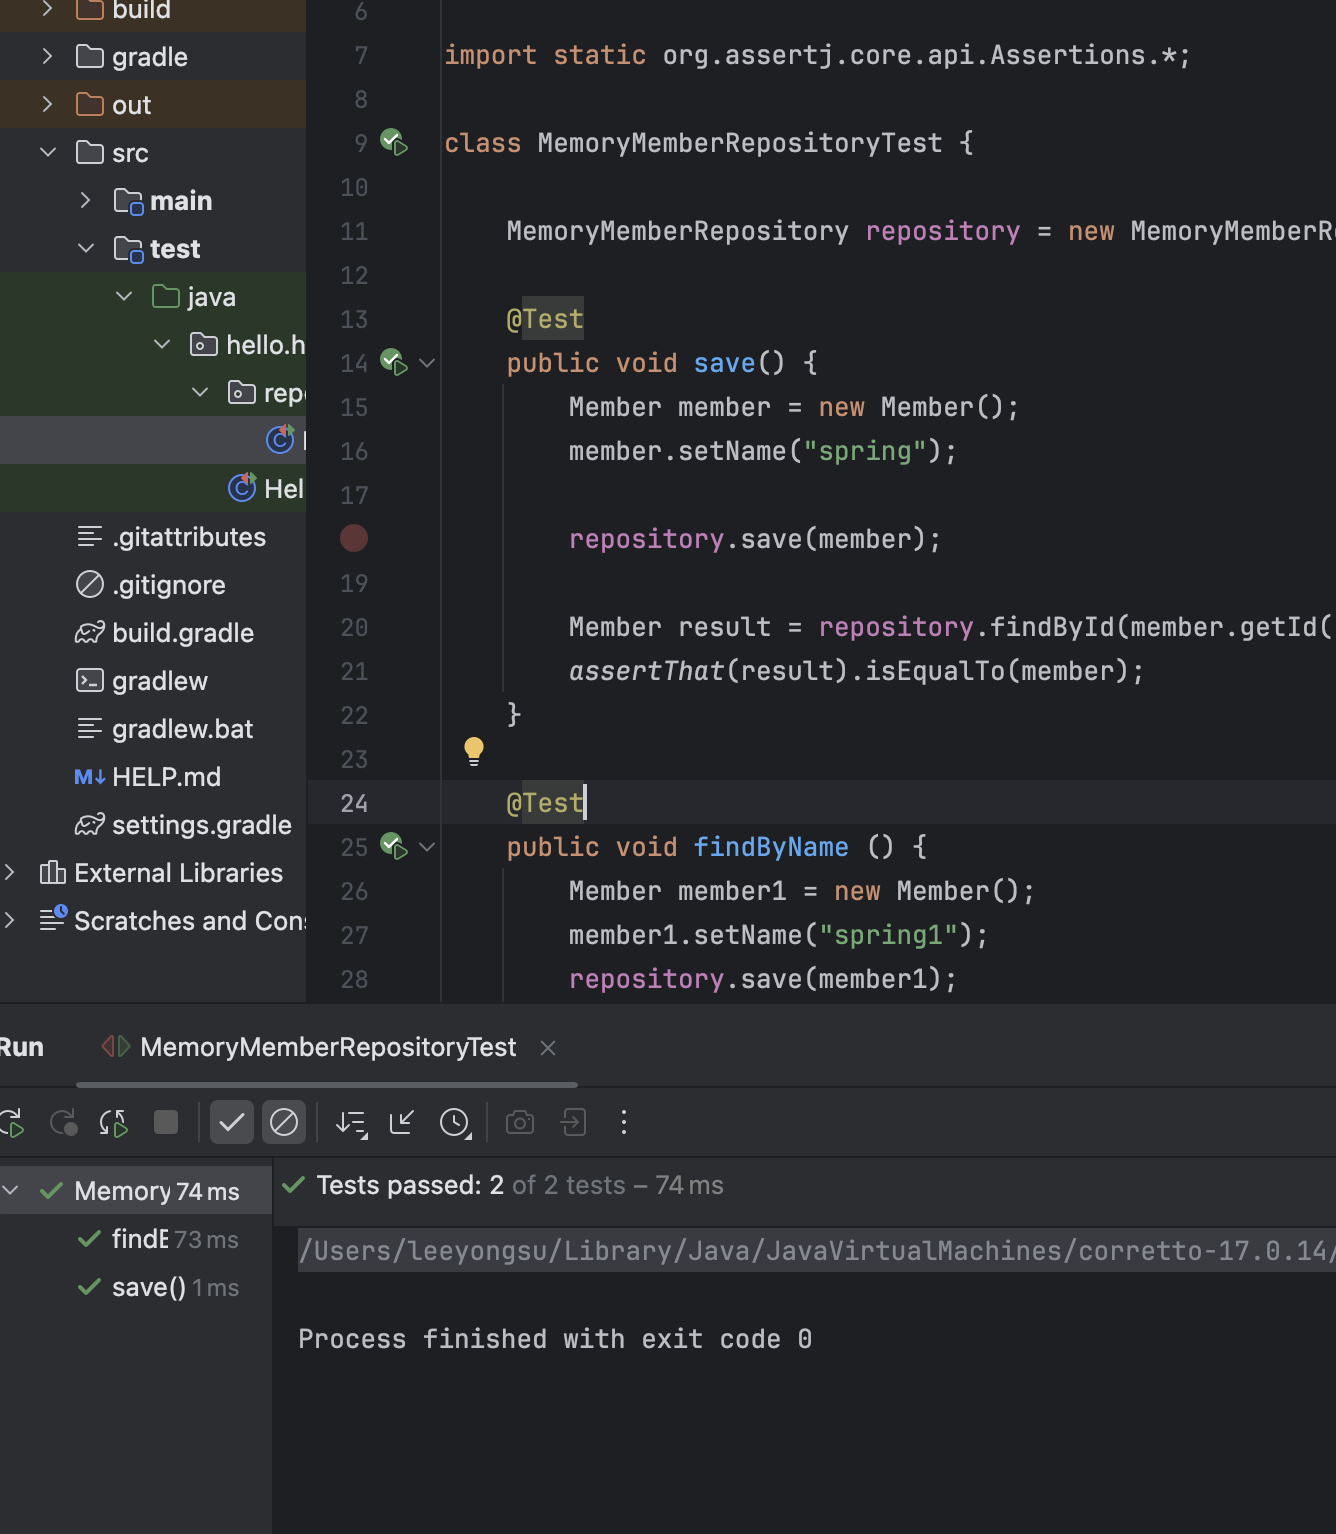 build
gradle
out
src
main
test
java
hello.h
repo
Hel
.gitattributes
.gitignore
build.gradle
gradlew
gradlew.bat
M↓ HELP.md
settings.gradle
External Libraries
Scratches and Cons
6
7 import static org.assertj.core.api.Assertions.*;
8
9 class MemoryMemberRepositoryTest {
10
11 MemoryMemberRepository repository = new MemoryMemberRe
12
13 @Test
14 public void save() {
15 Member member = new Member();
16 member.setName("spring");
17
repository.save(member);
19
20 Member result = repository.findById(member.getId(
21 assertThat(result).isEqualTo(member);
22 }
23
24 @Test
25 public void findByName () {
26 Member member1 = new Member();
27 member1.setName("spring1");
28 repository.save(member1);
Run MemoryMemberRepositoryTest
Memory 74 ms
findB 73 ms
save() 1 ms
Tests passed: 2 of 2 tests – 74 ms
/Users/leeyongsu/Library/Java/JavaVirtualMachines/corretto-17.0.14/
Process finished with exit code 0